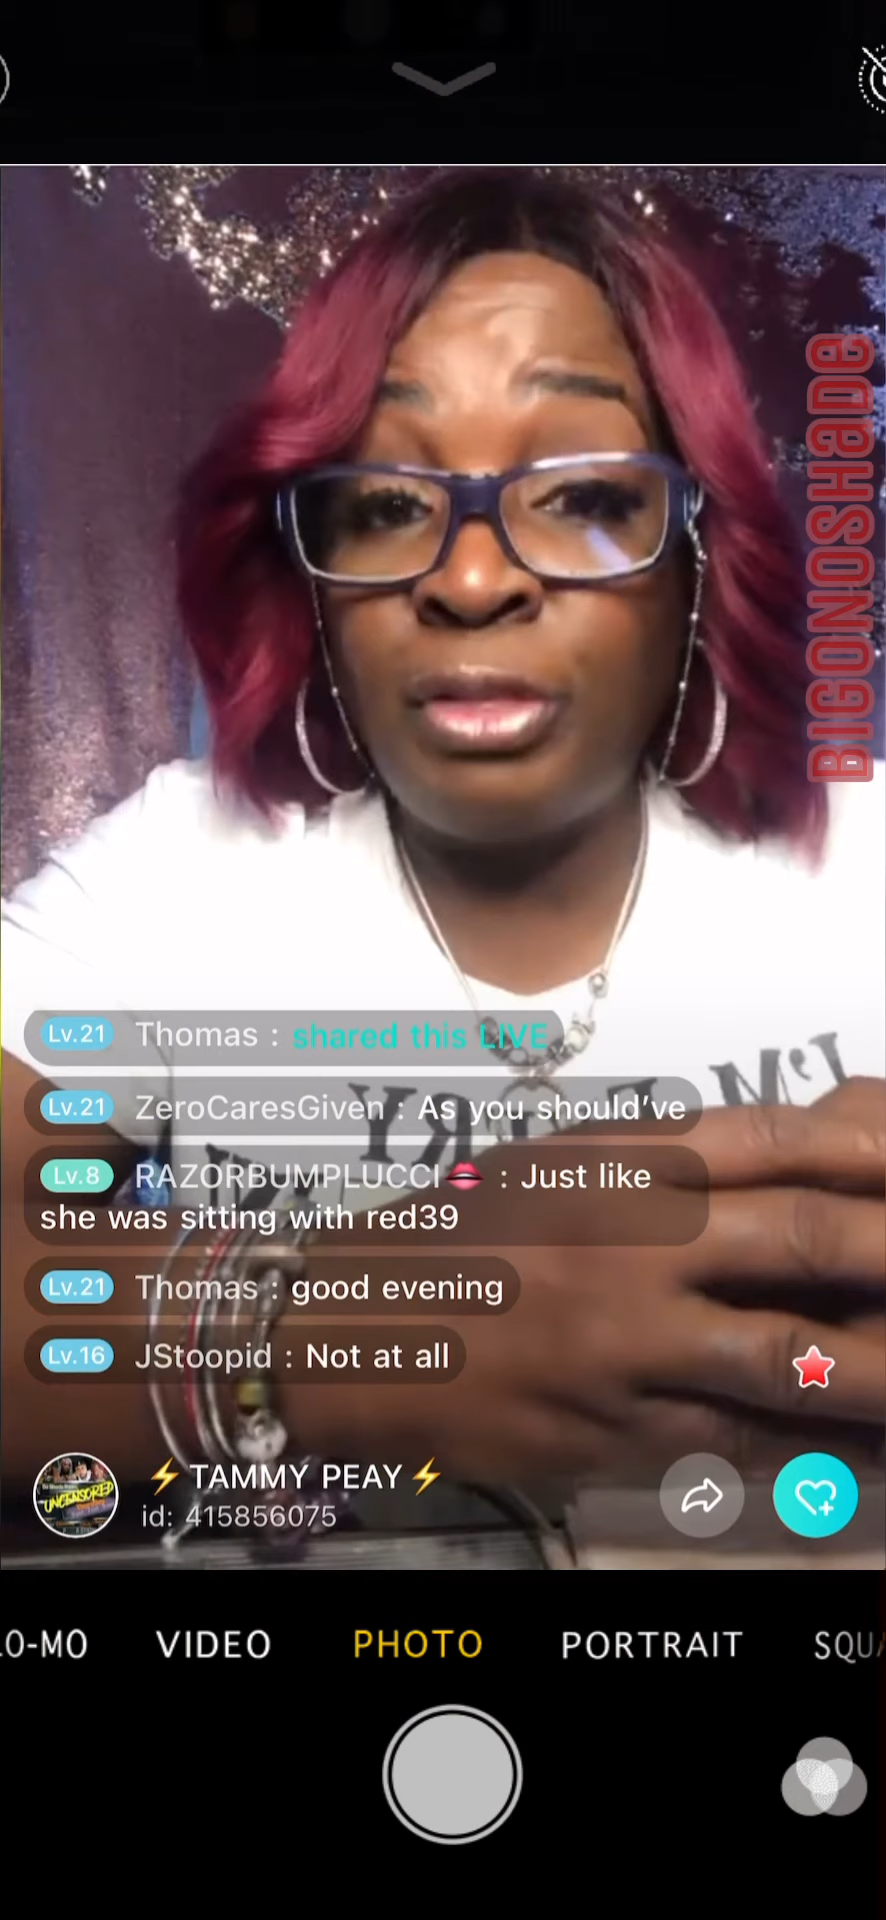 BIGONOSHADE
I'M
Lv.21 Thomas : shared this LIVE
Lv.21 ZeroCaresGiven : As you should've
Lv.8 RAZORBUMPLUCCI💋 : Just like
she was sitting with red39
Lv.21 Thomas : good evening
Lv.16 JStoopid : Not at all
UNCENSORED
⚡TAMMY PEAY⚡
id: 415856075
LO-MO VIDEO PHOTO PORTRAIT SQUA